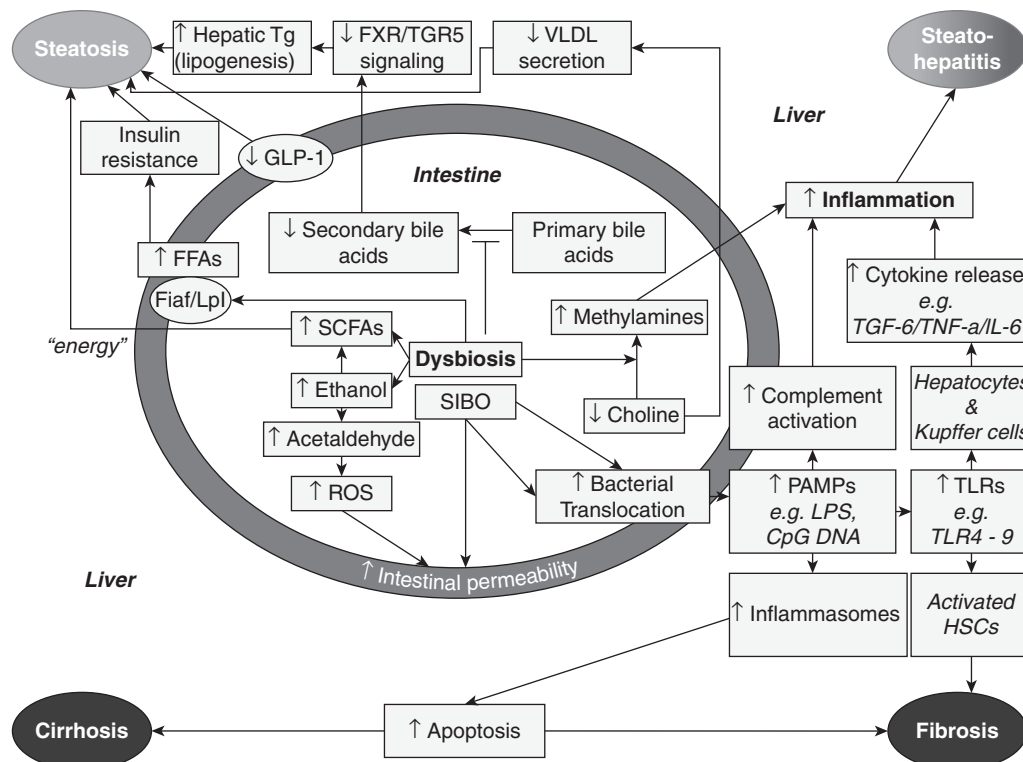 Steatosis
↑ Hepatic Tg
(lipogenesis)
↓ FXR/TGR5
signaling
↓ VLDL
secretion
Steato-
hepatitis
Liver
Insulin
resistance
↓ GLP-1
Intestine
↑ Inflammation
↓ Secondary bile
acids
Primary bile
acids
↑ FFAs
Fiaf/LpI
↑ Cytokine release
e.g.
TGF-6/TNF-a/IL-6
"energy"
↑ SCFAs
↑ Methylamines
Dysbiosis
↑ Ethanol
SIBO
↓ Choline
↑ Complement
activation
Hepatocytes
&
Kupffer cells
↑ Acetaldehyde
↑ ROS
↑ Bacterial
Translocation
↑ PAMPs
e.g. LPS,
CpG DNA
↑ TLRs
e.g.
TLR4 - 9
↑ Intestinal permeability
Liver
↑ Inflammasomes
Activated
HSCs
Cirrhosis
↑ Apoptosis
Fibrosis